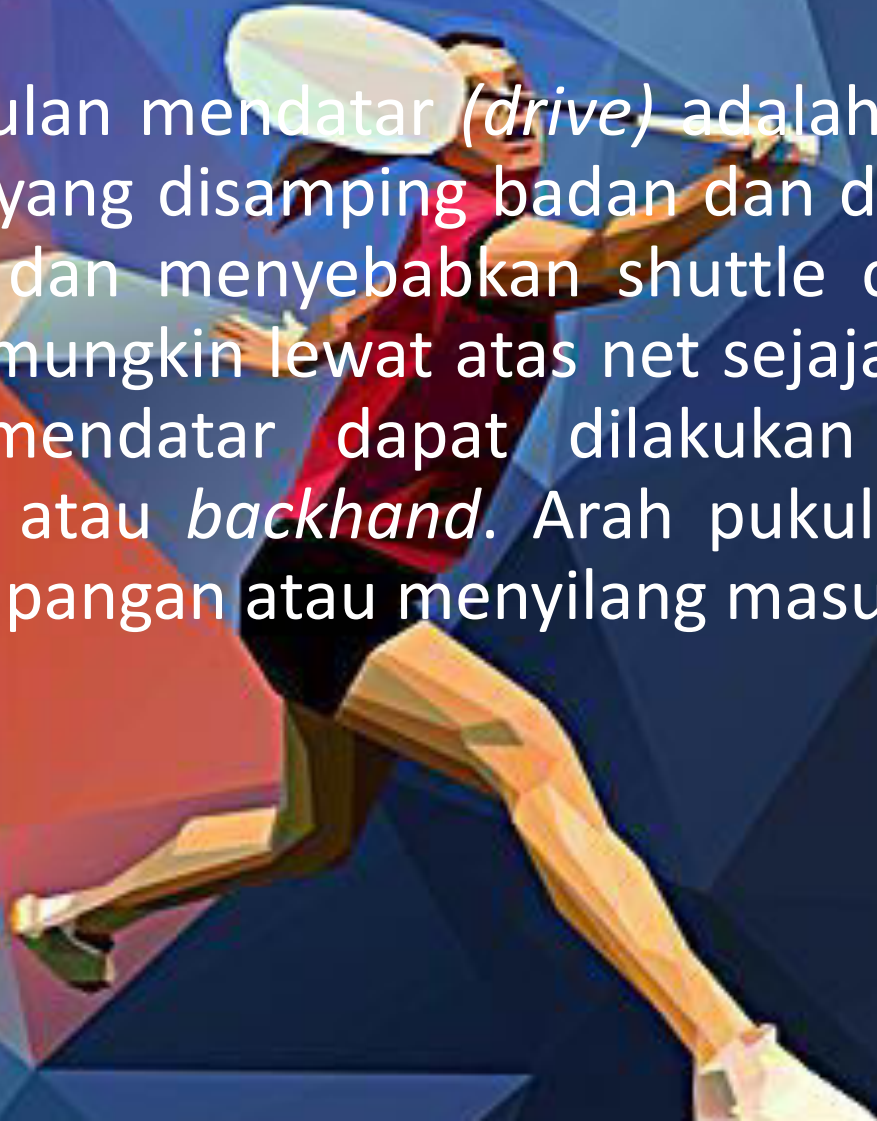 ulan mendatar (drive) adalah
yang disamping badan dan d
dan menyebabkan shuttle c
mungkin lewat atas net sejaja
mendatar dapat dilakukan
atau backhand. Arah pukul
pangan atau menyilang masu